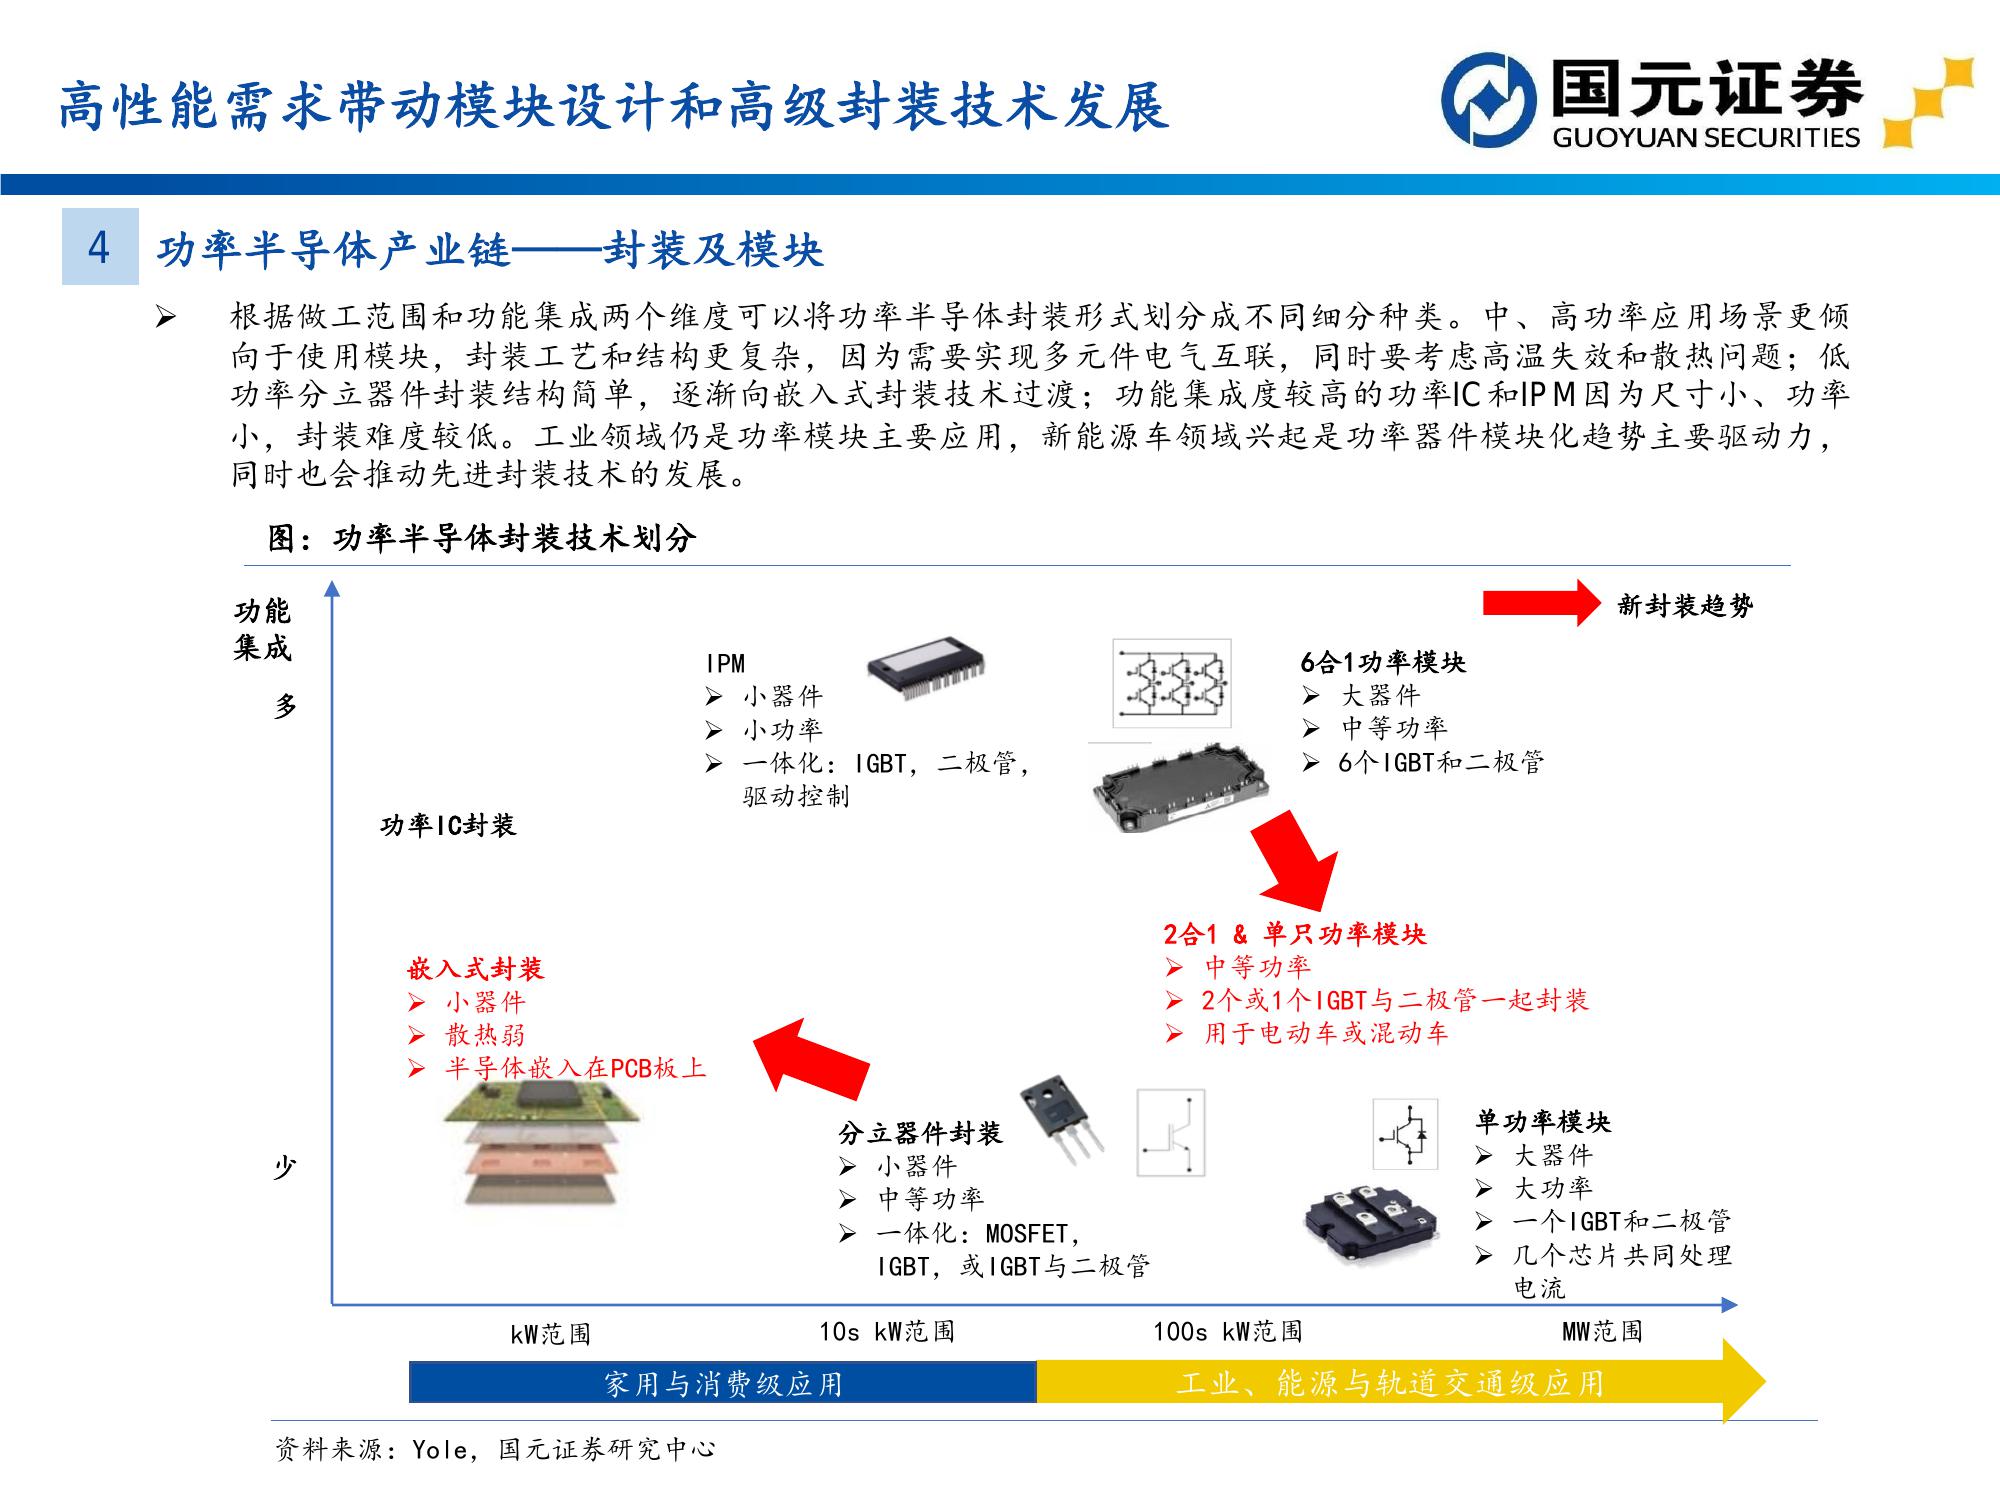 高性能需求带动模块设计和高级封装技术发展
国元证券
GUOYUAN SECURITIES
4
功率半导体产业链——封装及模块
➢ 根据做工范围和功能集成两个维度可以将功率半导体封装形式划分成不同细分种类。中、高功率应用场景更倾
向于使用模块，封装工艺和结构更复杂，因为需要实现多元件电气互联，同时要考虑高温失效和散热问题；低
功率分立器件封装结构简单，逐渐向嵌入式封装技术过渡；功能集成度较高的功率IC和IPM因为尺寸小、功率
小，封装难度较低。工业领域仍是功率模块主要应用，新能源车领域兴起是功率器件模块化趋势主要驱动力，
同时也会推动先进封装技术的发展。
图：功率半导体封装技术划分
功能
集成
多
少
新封装趋势
IPM
➢ 小器件
➢ 小功率
➢ 一体化：IGBT，二极管，
驱动控制
6合1功率模块
➢ 大器件
➢ 中等功率
➢ 6个IGBT和二极管
功率IC封装
2合1 & 单只功率模块
➢ 中等功率
➢ 2个或1个IGBT与二极管一起封装
➢ 用于电动车或混动车
嵌入式封装
➢ 小器件
➢ 散热弱
➢ 半导体嵌入在PCB板上
分立器件封装
➢ 小器件
➢ 中等功率
➢ 一体化：MOSFET，
IGBT，或IGBT与二极管
单功率模块
➢ 大器件
➢ 大功率
➢ 一个IGBT和二极管
➢ 几个芯片共同处理
电流
kW范围
10s kW范围
100s kW范围
MW范围
家用与消费级应用
工业、能源与轨道交通级应用
资料来源：Yole，国元证券研究中心